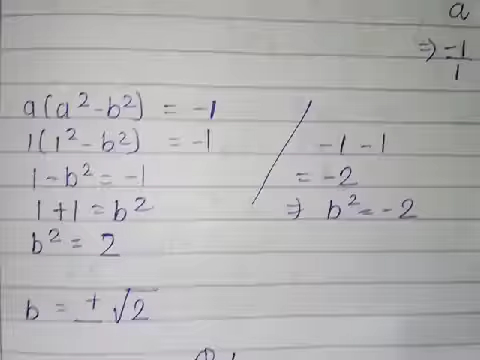 a
⇒ -1/1
a(a² - b²) = -1
1(1² - b²) = -1
1 - b² = -1
1 + 1 = b²
b² = 2
b = ± √2
-1 - 1
= -2
⇒ b² = -2